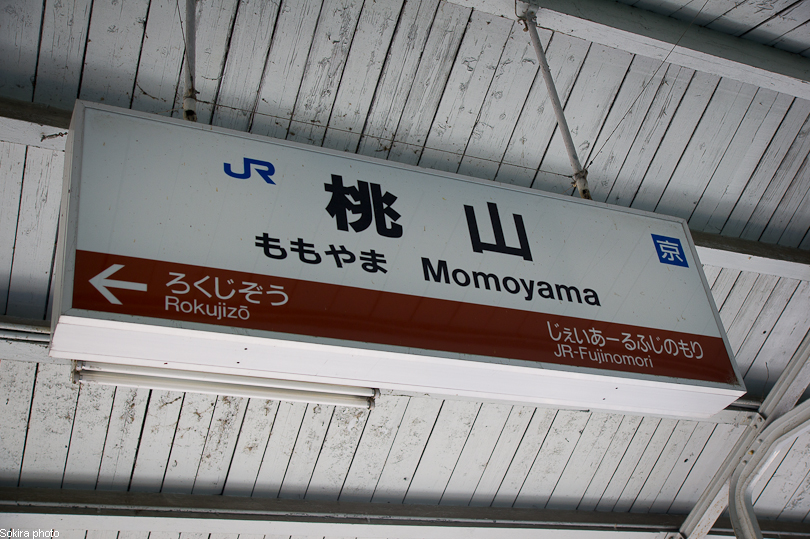 JR
桃山
京
ももやま
Momoyama
ろくじぞう
Rokujizō
じぇいあーるふじのもり
JR-Fujinomori
Sokira photo